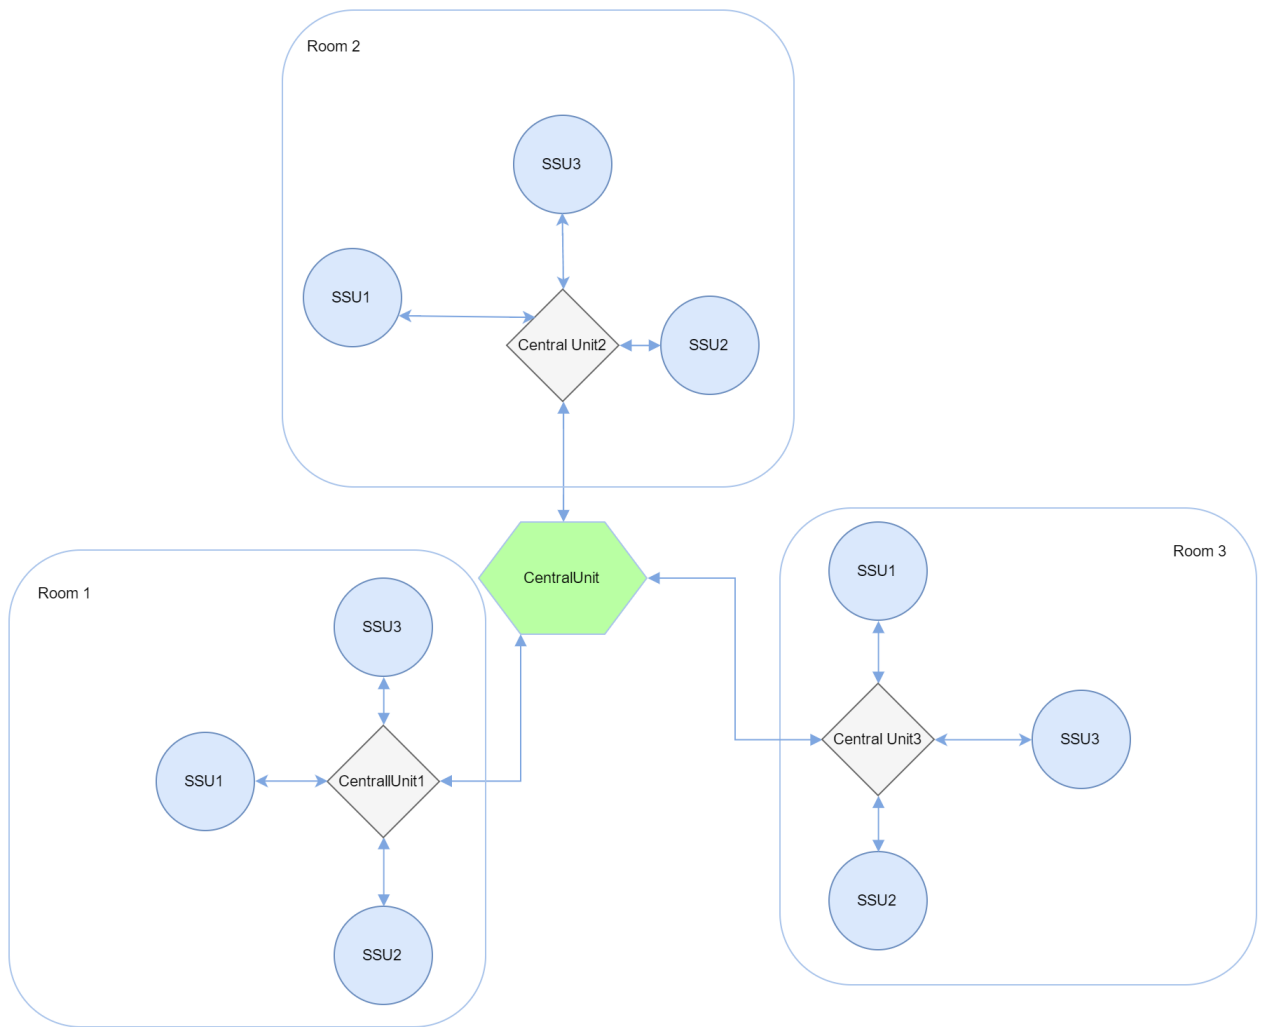 Room 2
SSU3
SSU1
Central Unit2
SSU2
CentralUnit
Room 1
SSU3
SSU1
CentrallUnit1
SSU2
Room 3
SSU1
Central Unit3
SSU3
SSU2